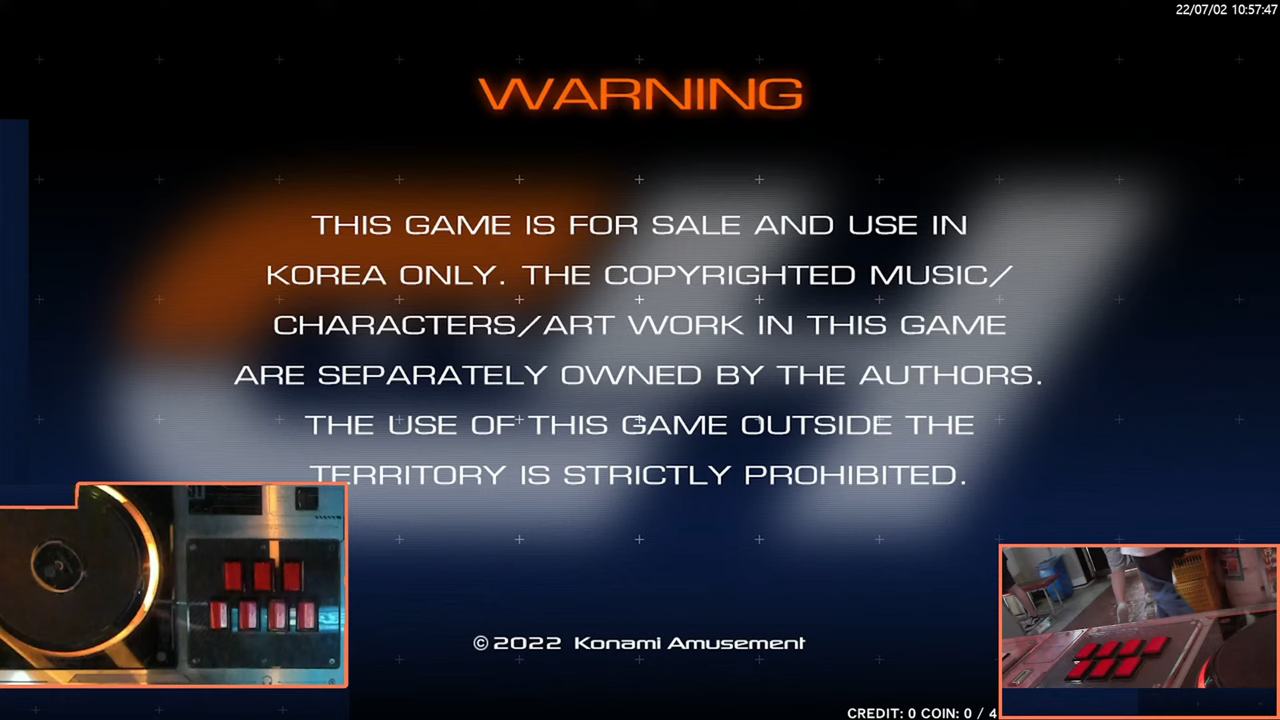 22/07/02 10:57:47
WARNING
THIS GAME IS FOR SALE AND USE IN
KOREA ONLY. THE COPYRIGHTED MUSIC/
CHARACTERS/ART WORK IN THIS GAME
ARE SEPARATELY OWNED BY THE AUTHORS.
THE USE OF THIS GAME OUTSIDE THE
TERRITORY IS STRICTLY PROHIBITED.
©2022 Konami Amusement
CREDIT: 0 COIN: 0 / 4